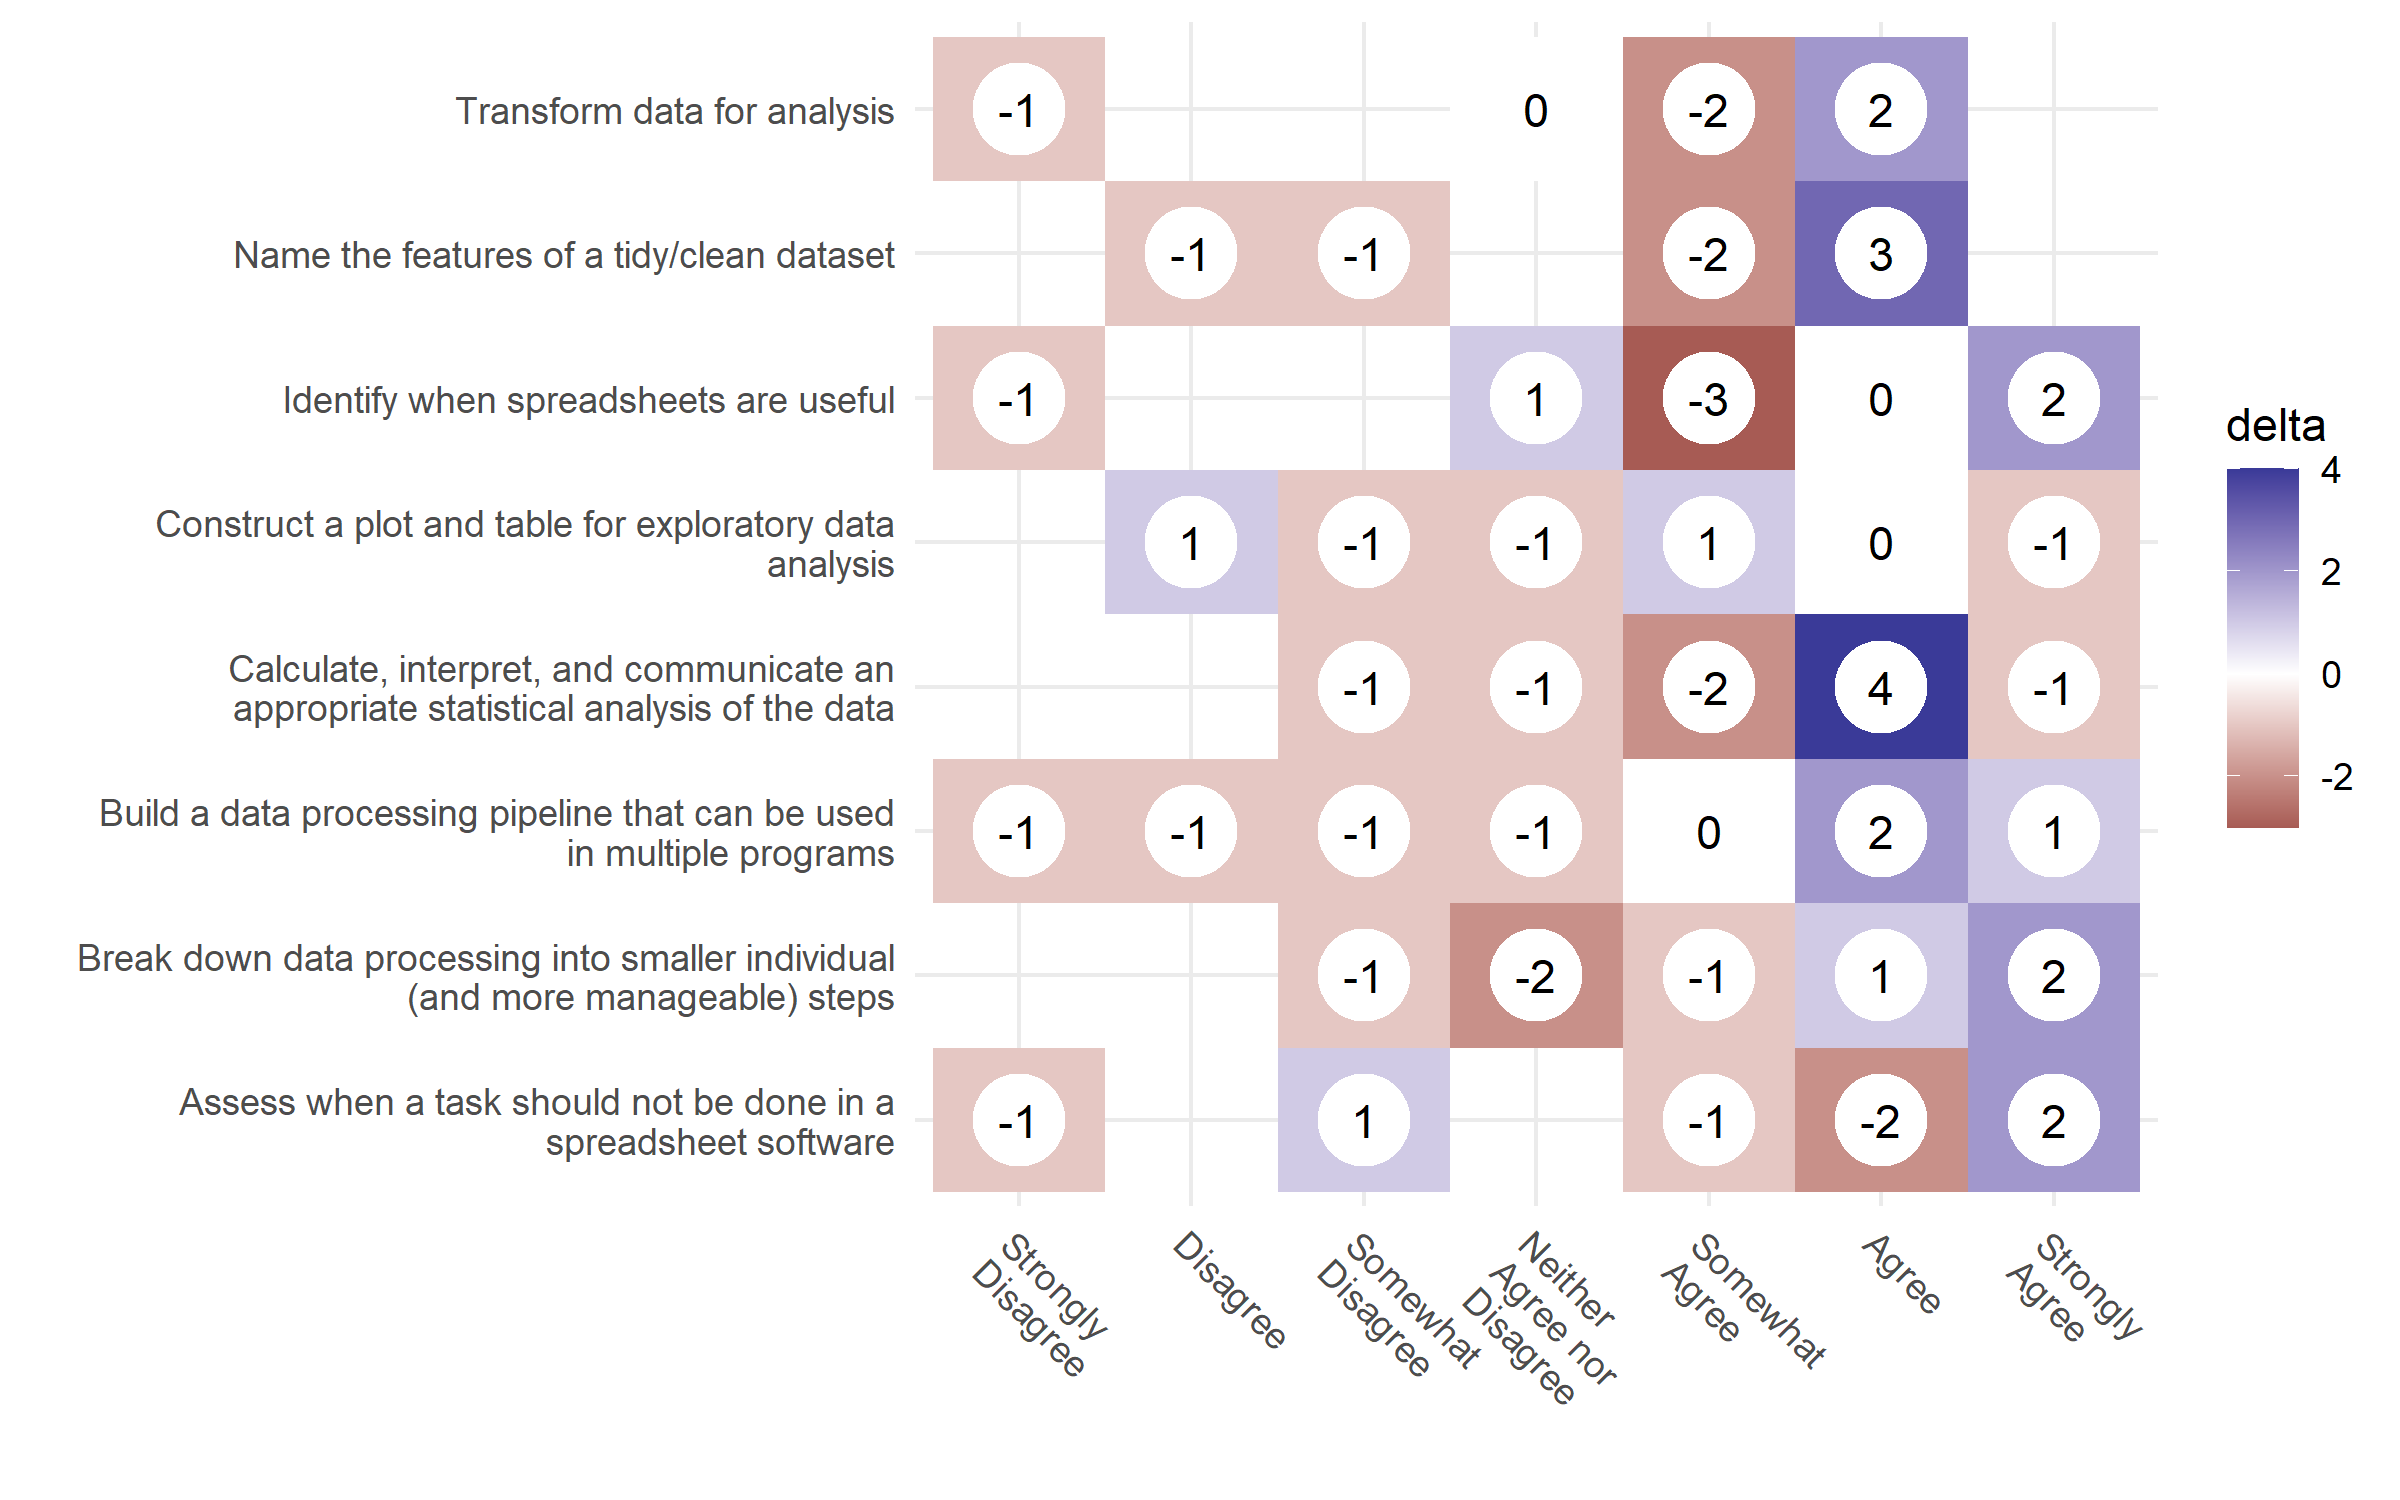 Transform data for analysis
-1
0
-2
2
Name the features of a tidy/clean dataset
-1
-1
-2
3
Identify when spreadsheets are useful
-1
1
-3
0
2
Construct a plot and table for exploratory data
analysis
1
-1
-1
1
0
-1
Calculate, interpret, and communicate an
appropriate statistical analysis of the data
-1
-1
-2
4
-1
Build a data processing pipeline that can be used
in multiple programs
-1
-1
-1
-1
0
2
1
Break down data processing into smaller individual
(and more manageable) steps
-1
-2
-1
1
2
Assess when a task should not be done in a
spreadsheet software
-1
1
-1
-2
2
Strongly
Disagree
Disagree
Somewhat
Disagree
Neither
Agree nor
Disagree
Somewhat
Agree
Agree
Strongly
Agree
delta
4
2
0
-2